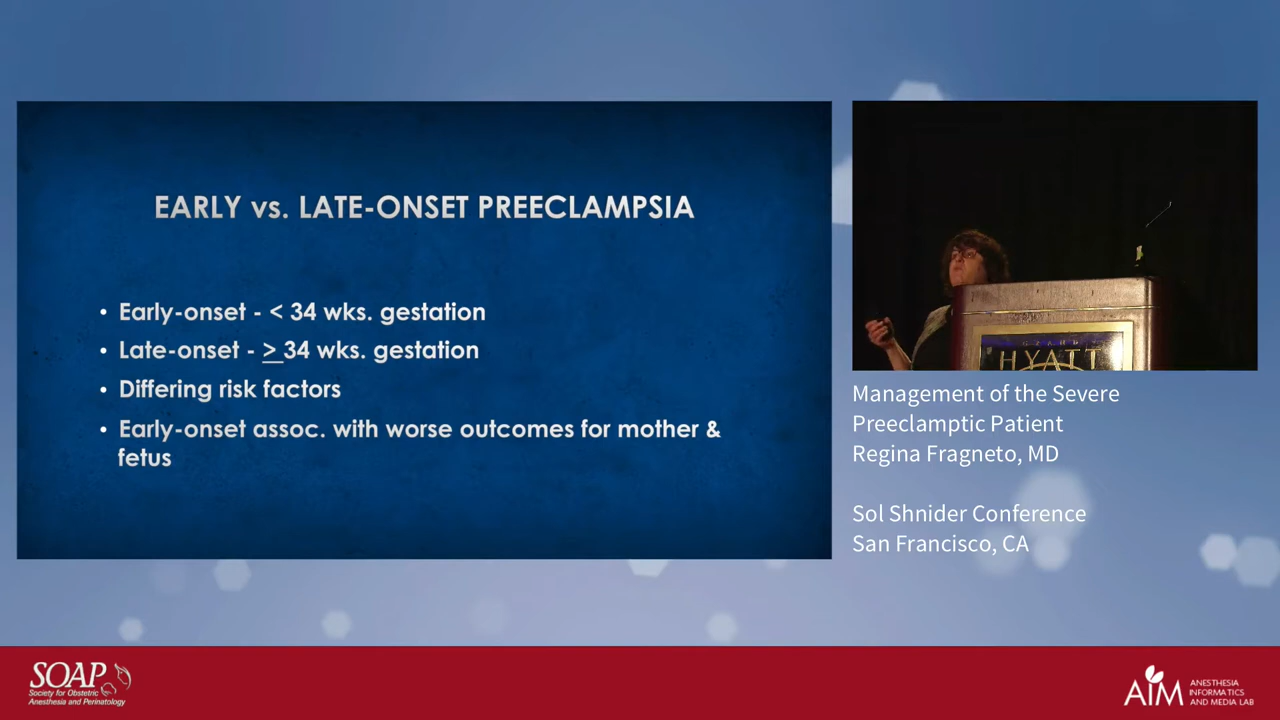 EARLY vs. LATE-ONSET PREECLAMPSIA
• Early-onset - < 34 wks. gestation
• Late-onset - > 34 wks. gestation
• Differing risk factors
• Early-onset assoc. with worse outcomes for mother &
fetus
HYATT
Management of the Severe
Preeclamptic Patient
Regina Fragneto, MD
Sol Shnider Conference
San Francisco, CA
SOAP
Society for Obstetric
Anesthesia and Perinatology
AIM
ANESTHESIA
INFORMATICS
AND MEDIA LAB